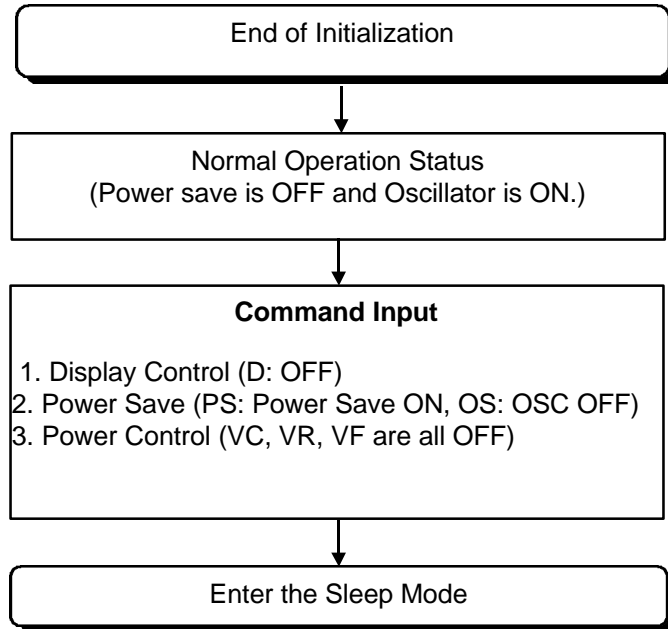 End of Initialization
Normal Operation Status
(Power save is OFF and Oscillator is ON.)
Command Input
1. Display Control (D: OFF)
2. Power Save (PS: Power Save ON, OS: OSC OFF)
3. Power Control (VC, VR, VF are all OFF)
Enter the Sleep Mode